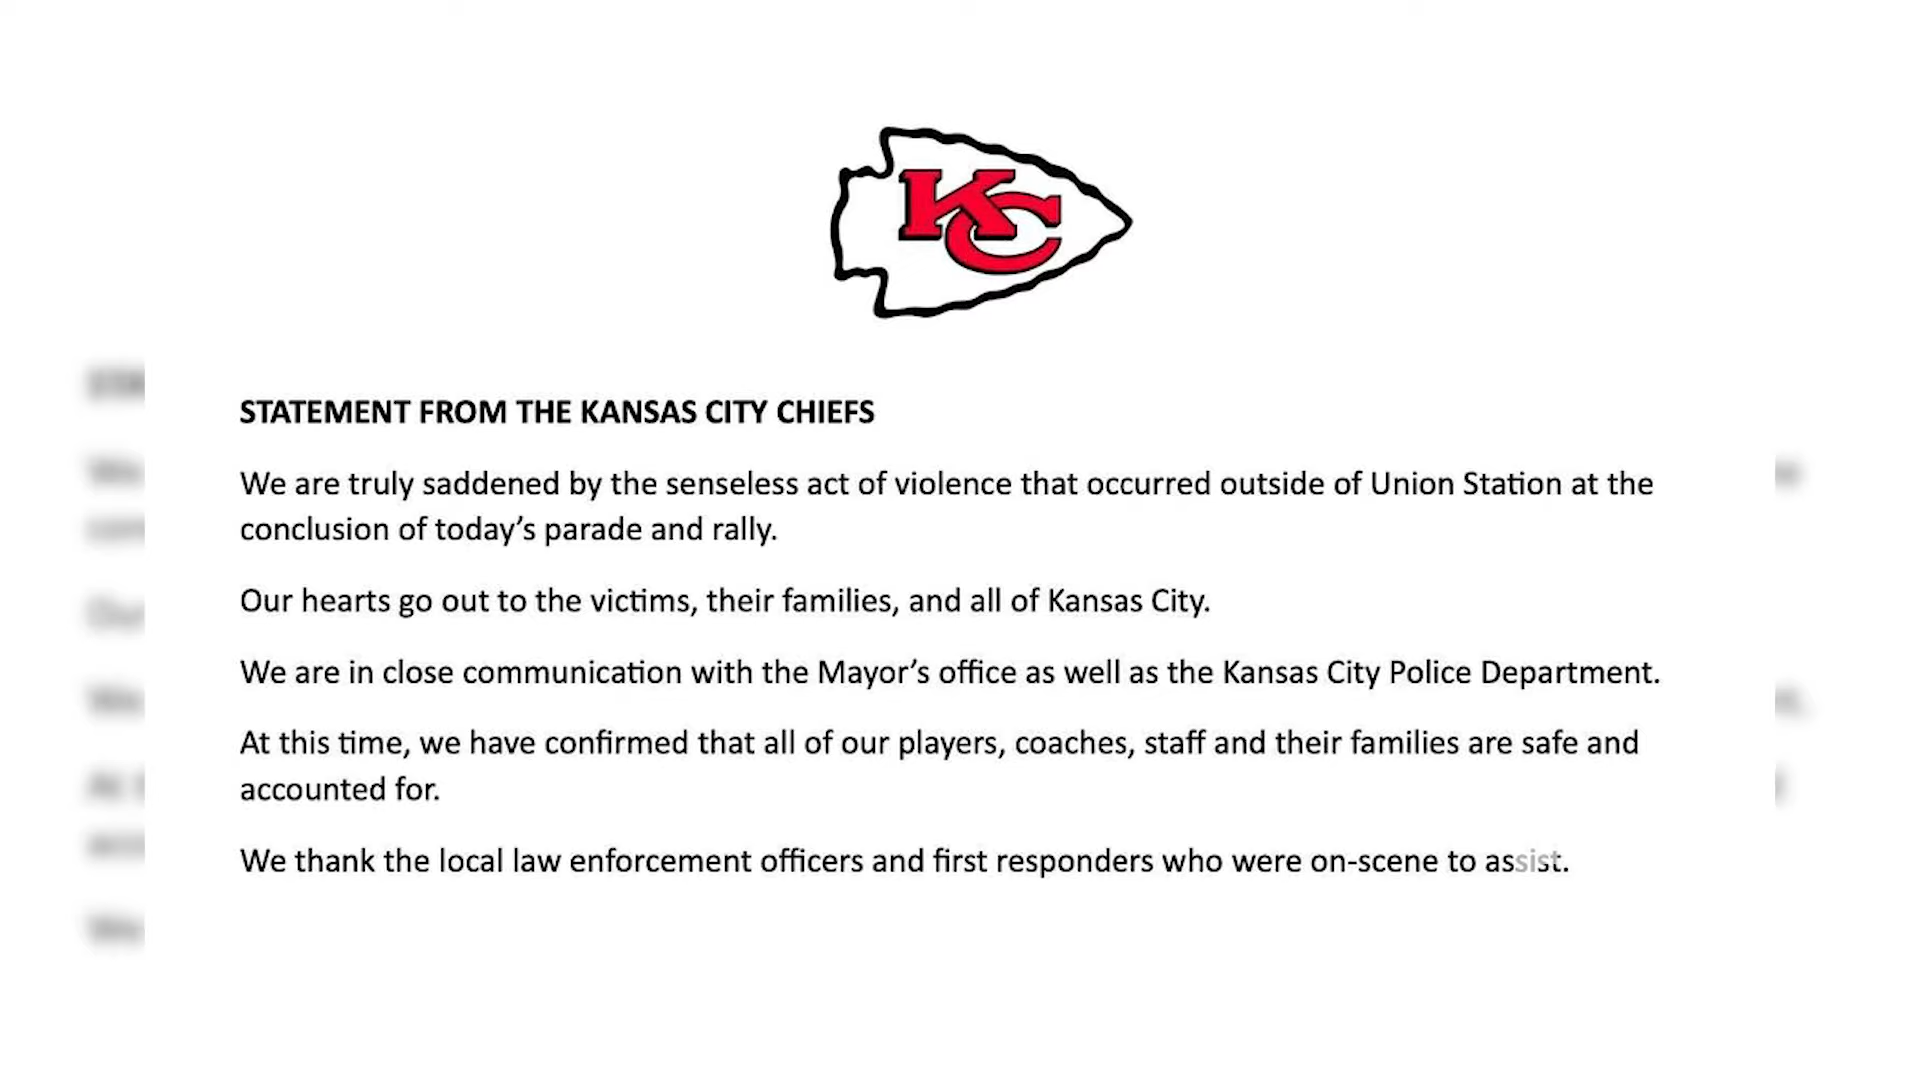 KC
STATEMENT FROM THE KANSAS CITY CHIEFS
We are truly saddened by the senseless act of violence that occurred outside of Union Station at the
conclusion of today’s parade and rally.
Our hearts go out to the victims, their families, and all of Kansas City.
We are in close communication with the Mayor’s office as well as the Kansas City Police Department.
At this time, we have confirmed that all of our players, coaches, staff and their families are safe and
accounted for.
We thank the local law enforcement officers and first responders who were on-scene to assist.